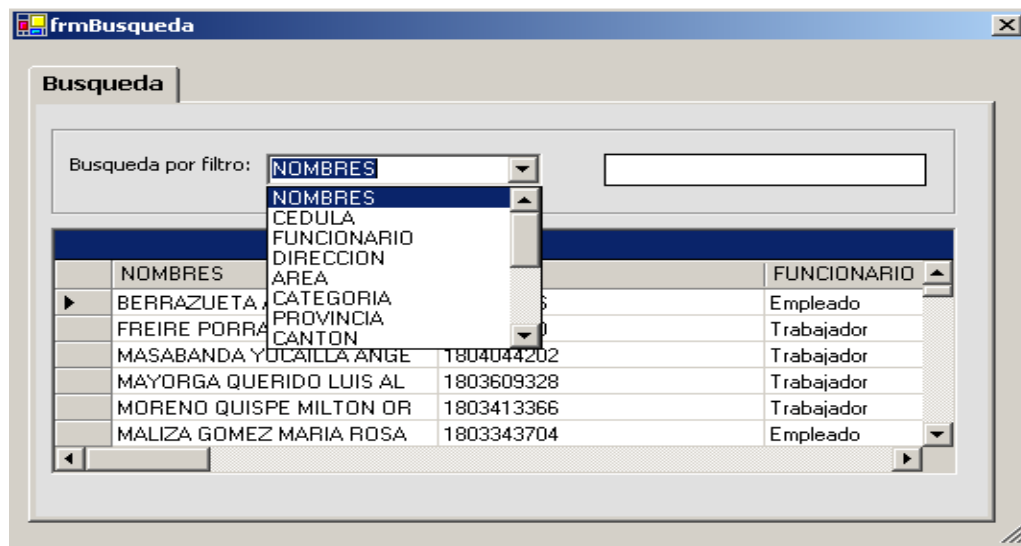 frmBusqueda
Busqueda
Busqueda por filtro: NOMBRES
NOMBRES
CEDULA
FUNCIONARIO
DIRECCION
AREA
CATEGORIA
PROVINCIA
CANTON
NOMBRES FUNCIONARIO
BERRAZUETA Empleado
FREIRE PORRA Trabajador
MASABANDA YUCAILLA ANGE 1804044202 Trabajador
MAYORGA QUERIDO LUIS AL 1803609328 Trabajador
MORENO QUISPE MILTON OR 1803413366 Trabajador
MALIZA GOMEZ MARIA ROSA 1803343704 Empleado